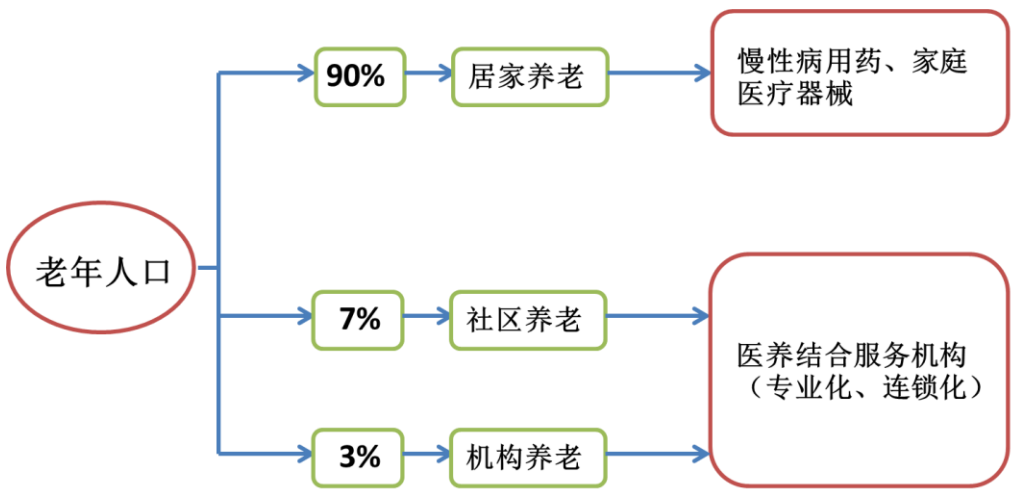 90%
居家养老
慢性病用药、家庭
医疗器械
老年人口
7%
社区养老
医养结合服务机构
（专业化、连锁化）
3%
机构养老